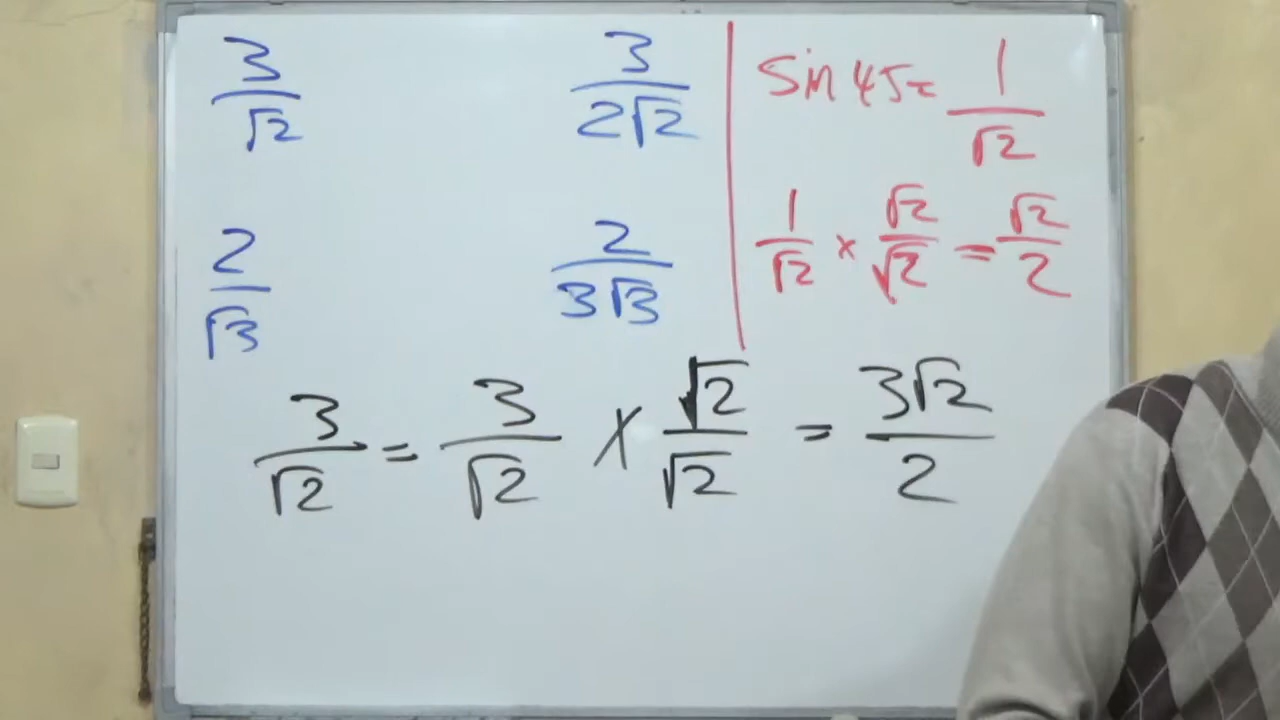 3/√2
3/(2√2)
2/√3
2/(3√3)
Sin 45 = 1/√2
1/√2 × √2/√2 = √2/2
3/√2 = 3/√2 × √2/√2 = 3√2/2